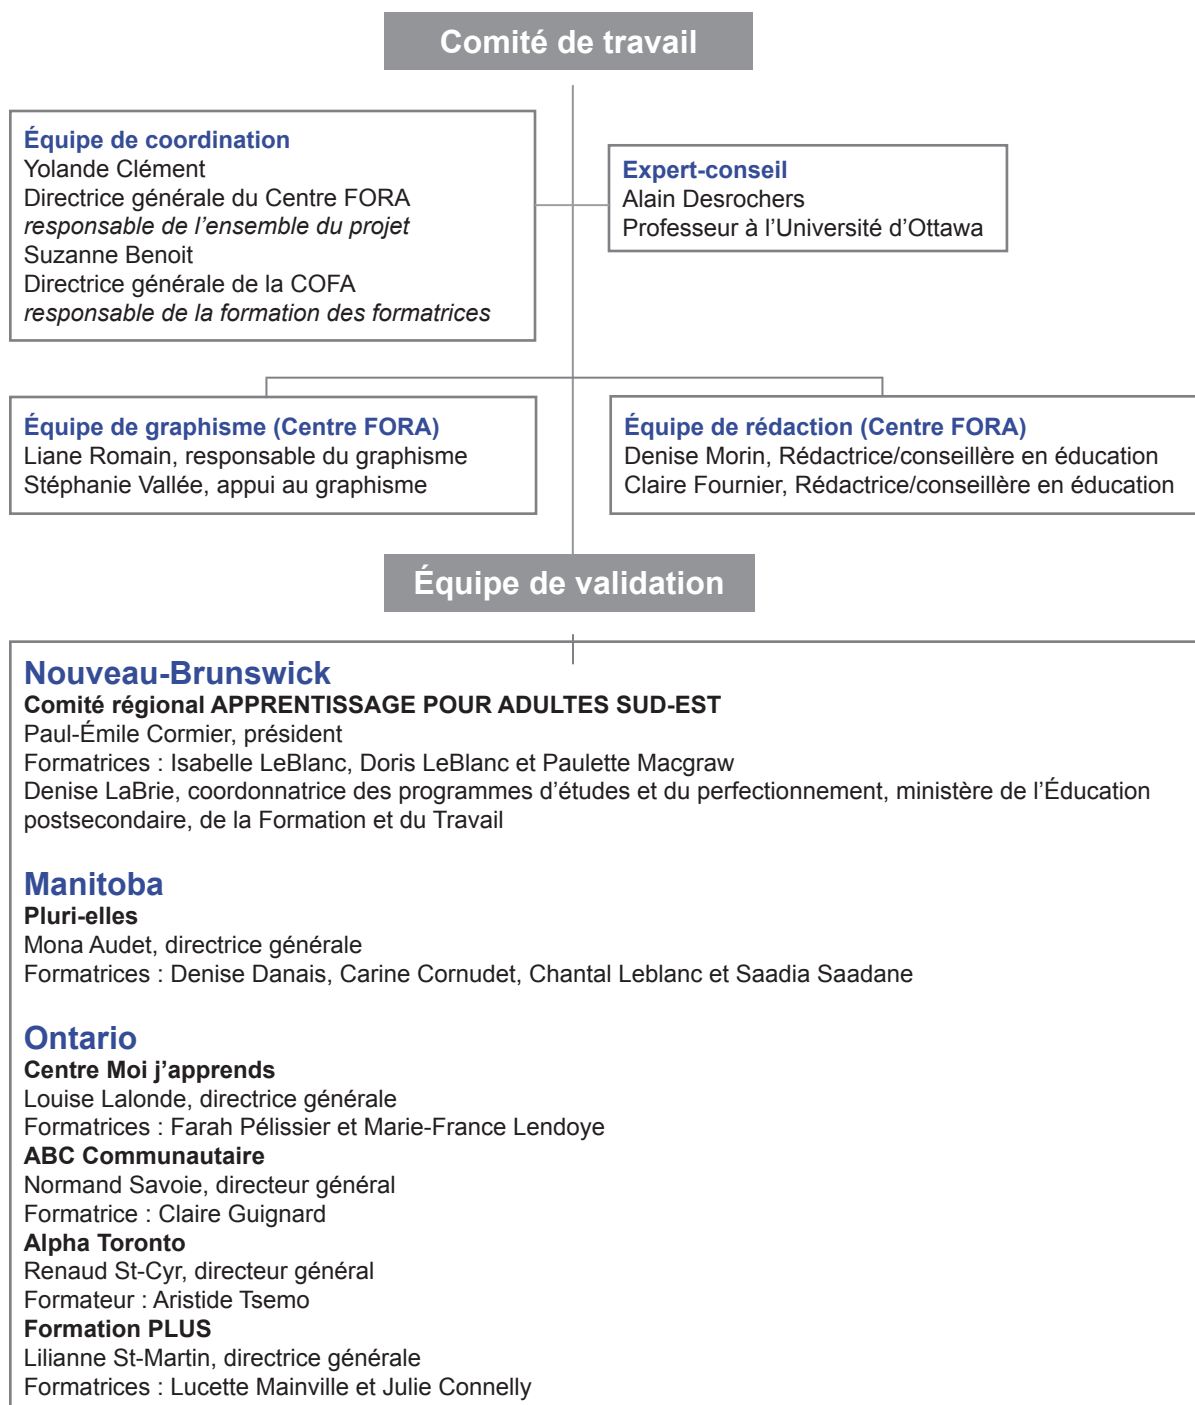 Comité de travail
Équipe de coordination
Yolande Clément
Directrice générale du Centre FORA
responsable de l’ensemble du projet
Suzanne Benoit
Directrice générale de la COFA
responsable de la formation des formatrices
Expert-conseil
Alain Desrochers
Professeur à l’Université d’Ottawa
Équipe de graphisme (Centre FORA)
Liane Romain, responsable du graphisme
Stéphanie Vallée, appui au graphisme
Équipe de rédaction (Centre FORA)
Denise Morin, Rédactrice/conseillère en éducation
Claire Fournier, Rédactrice/conseillère en éducation
Équipe de validation
Nouveau-Brunswick
Comité régional APPRENTISSAGE POUR ADULTES SUD-EST
Paul-Émile Cormier, président
Formatrices : Isabelle LeBlanc, Doris LeBlanc et Paulette Macgraw
Denise LaBrie, coordonnatrice des programmes d’études et du perfectionnement, ministère de l’Éducation
postsecondaire, de la Formation et du Travail
Manitoba
Pluri-elles
Mona Audet, directrice générale
Formatrices : Denise Danais, Carine Cornudet, Chantal Leblanc et Saadia Saadane
Ontario
Centre Moi j’apprends
Louise Lalonde, directrice générale
Formatrices : Farah Pélissier et Marie-France Lendoye
ABC Communautaire
Normand Savoie, directeur général
Formatrice : Claire Guignard
Alpha Toronto
Renaud St-Cyr, directeur général
Formateur : Aristide Tsemo
Formation PLUS
Lilianne St-Martin, directrice générale
Formatrices : Lucette Mainville et Julie Connelly